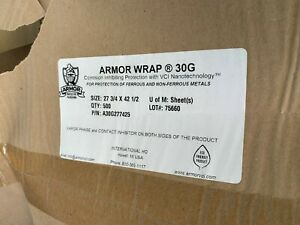 ARMOR
ARMOR WRAP ® 30G
Corrosion Inhibiting Protection with VCI Nanotechnology™
FOR PROTECTION OF FERROUS AND NON-FERROUS METALS
SIZE: 27 3/4 X 42 1/2
U of M: Sheet(s)
QTY: 500
LOT#: 75660
P/N: A30G277425
VAPOR PHASE and CONTACT INHIBITOR ON BOTH SIDES OF THE PRODUCT
INTERNATIONAL HQ
Howell, MI USA
www.armorvci.com